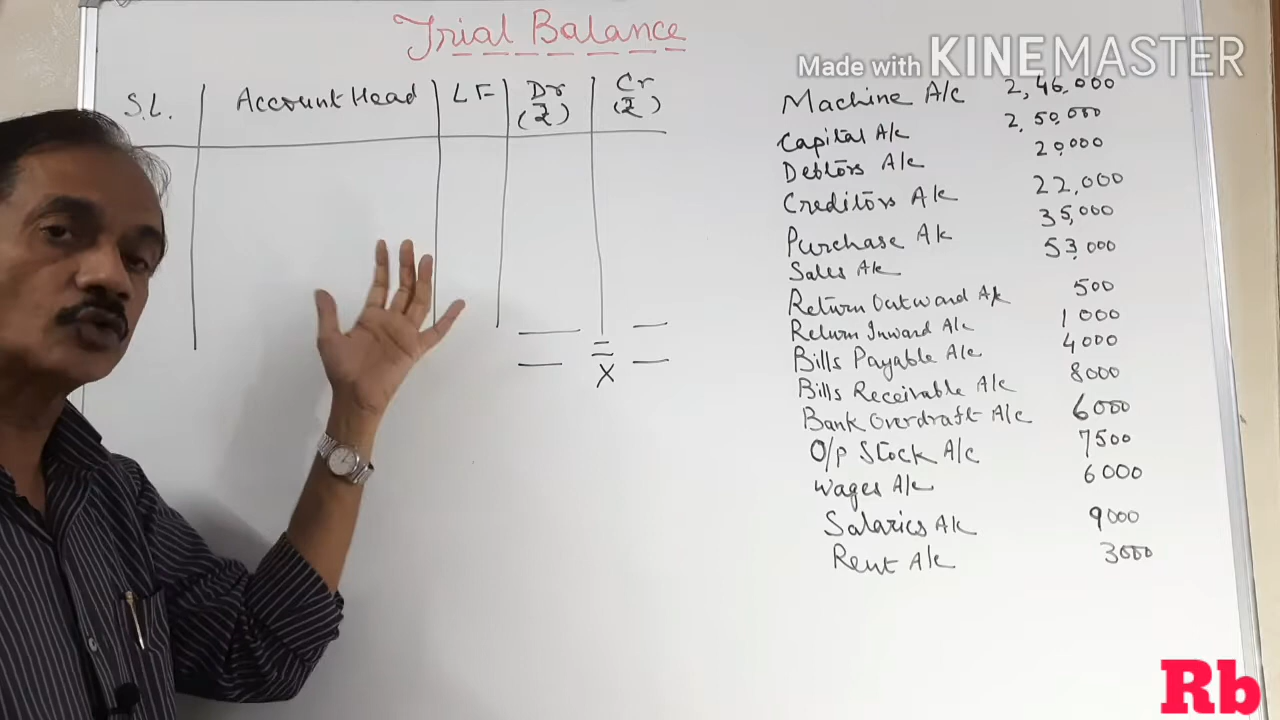 Trial Balance
Made with KINEMASTER
S.L. Account Head LF Dr (₹) Cr (₹)
Machine A/c 2,46,000
Capital A/c 2,50,000
Debtors A/c 20,000
Creditors A/c 22,000
Purchase A/c 35,000
Sales A/c 53,000
Return Outward A/c 500
Return Inward A/c 1000
Bills Payable A/c 4000
Bills Receivable A/c 8000
Bank Overdraft A/c 6000
O/p Stock A/c 7500
Wages A/c 6000
Salaries A/c 9000
Rent A/c 3000
= X
Rb